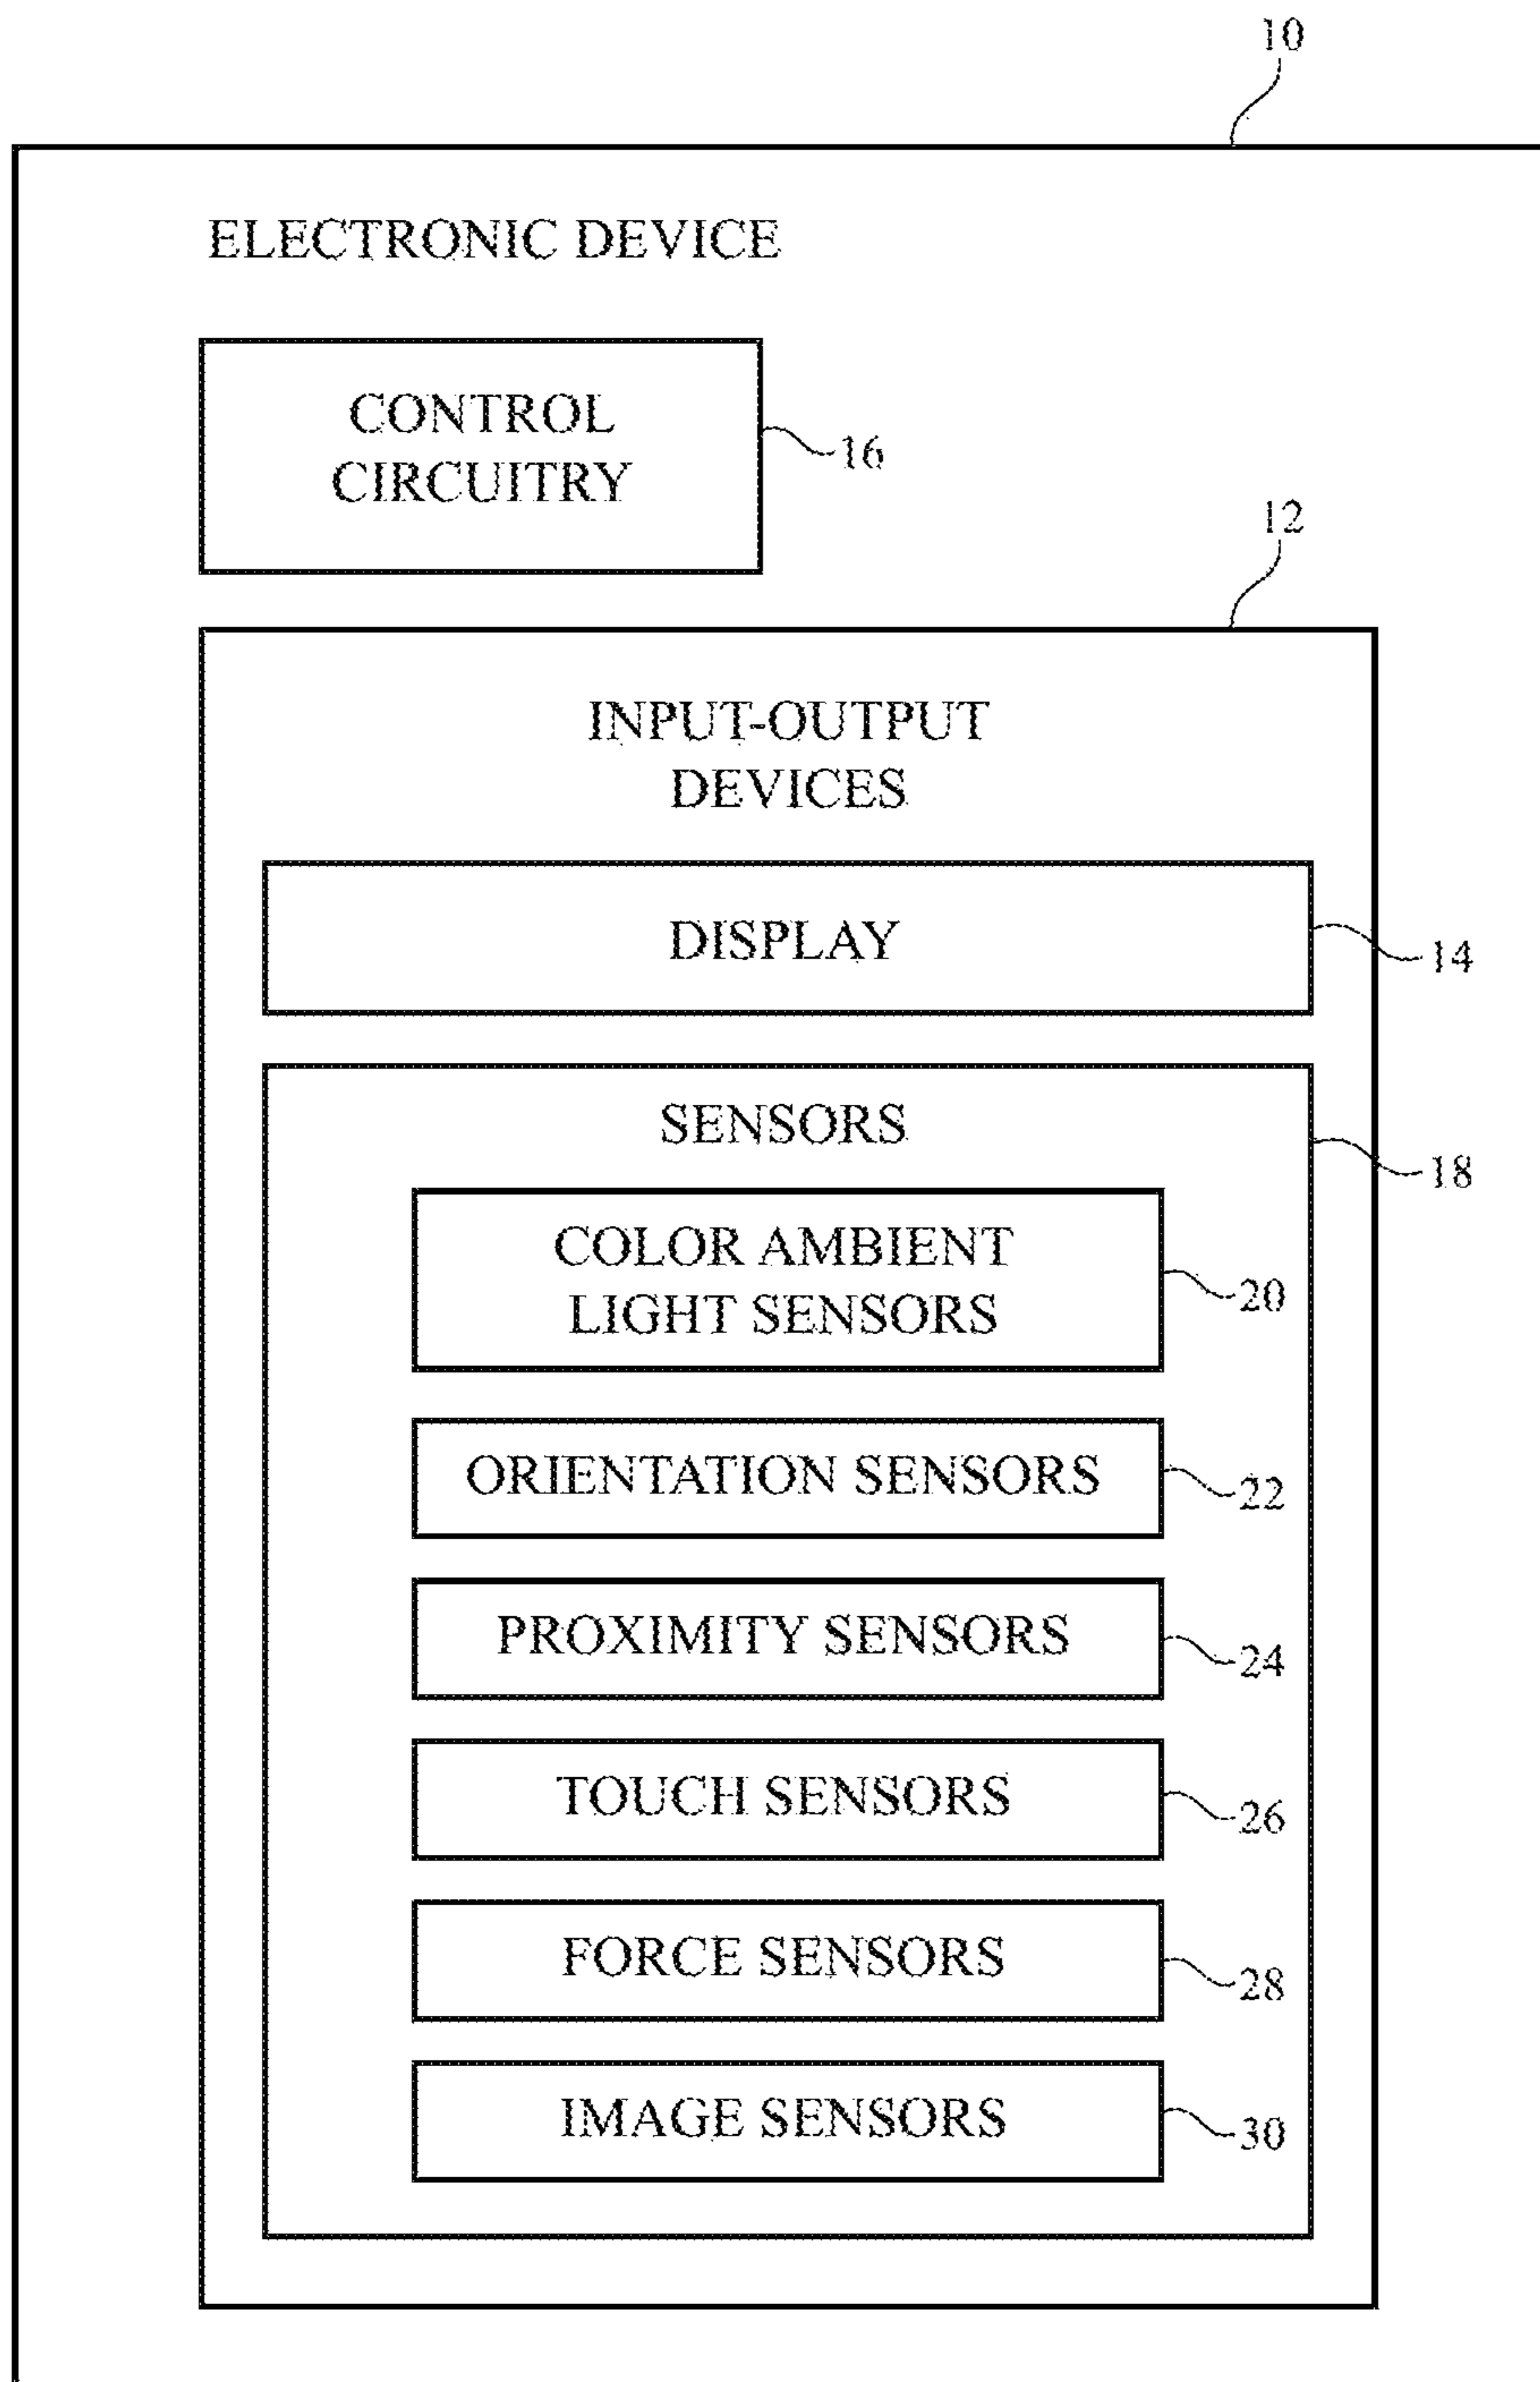 10
ELECTRONIC DEVICE
CONTROL
CIRCUITRY
16
12
INPUT-OUTPUT
DEVICES
DISPLAY
14
SENSORS
18
COLOR AMBIENT
LIGHT SENSORS
20
ORIENTATION SENSORS
22
PROXIMITY SENSORS
24
TOUCH SENSORS
26
FORCE SENSORS
28
IMAGE SENSORS
30